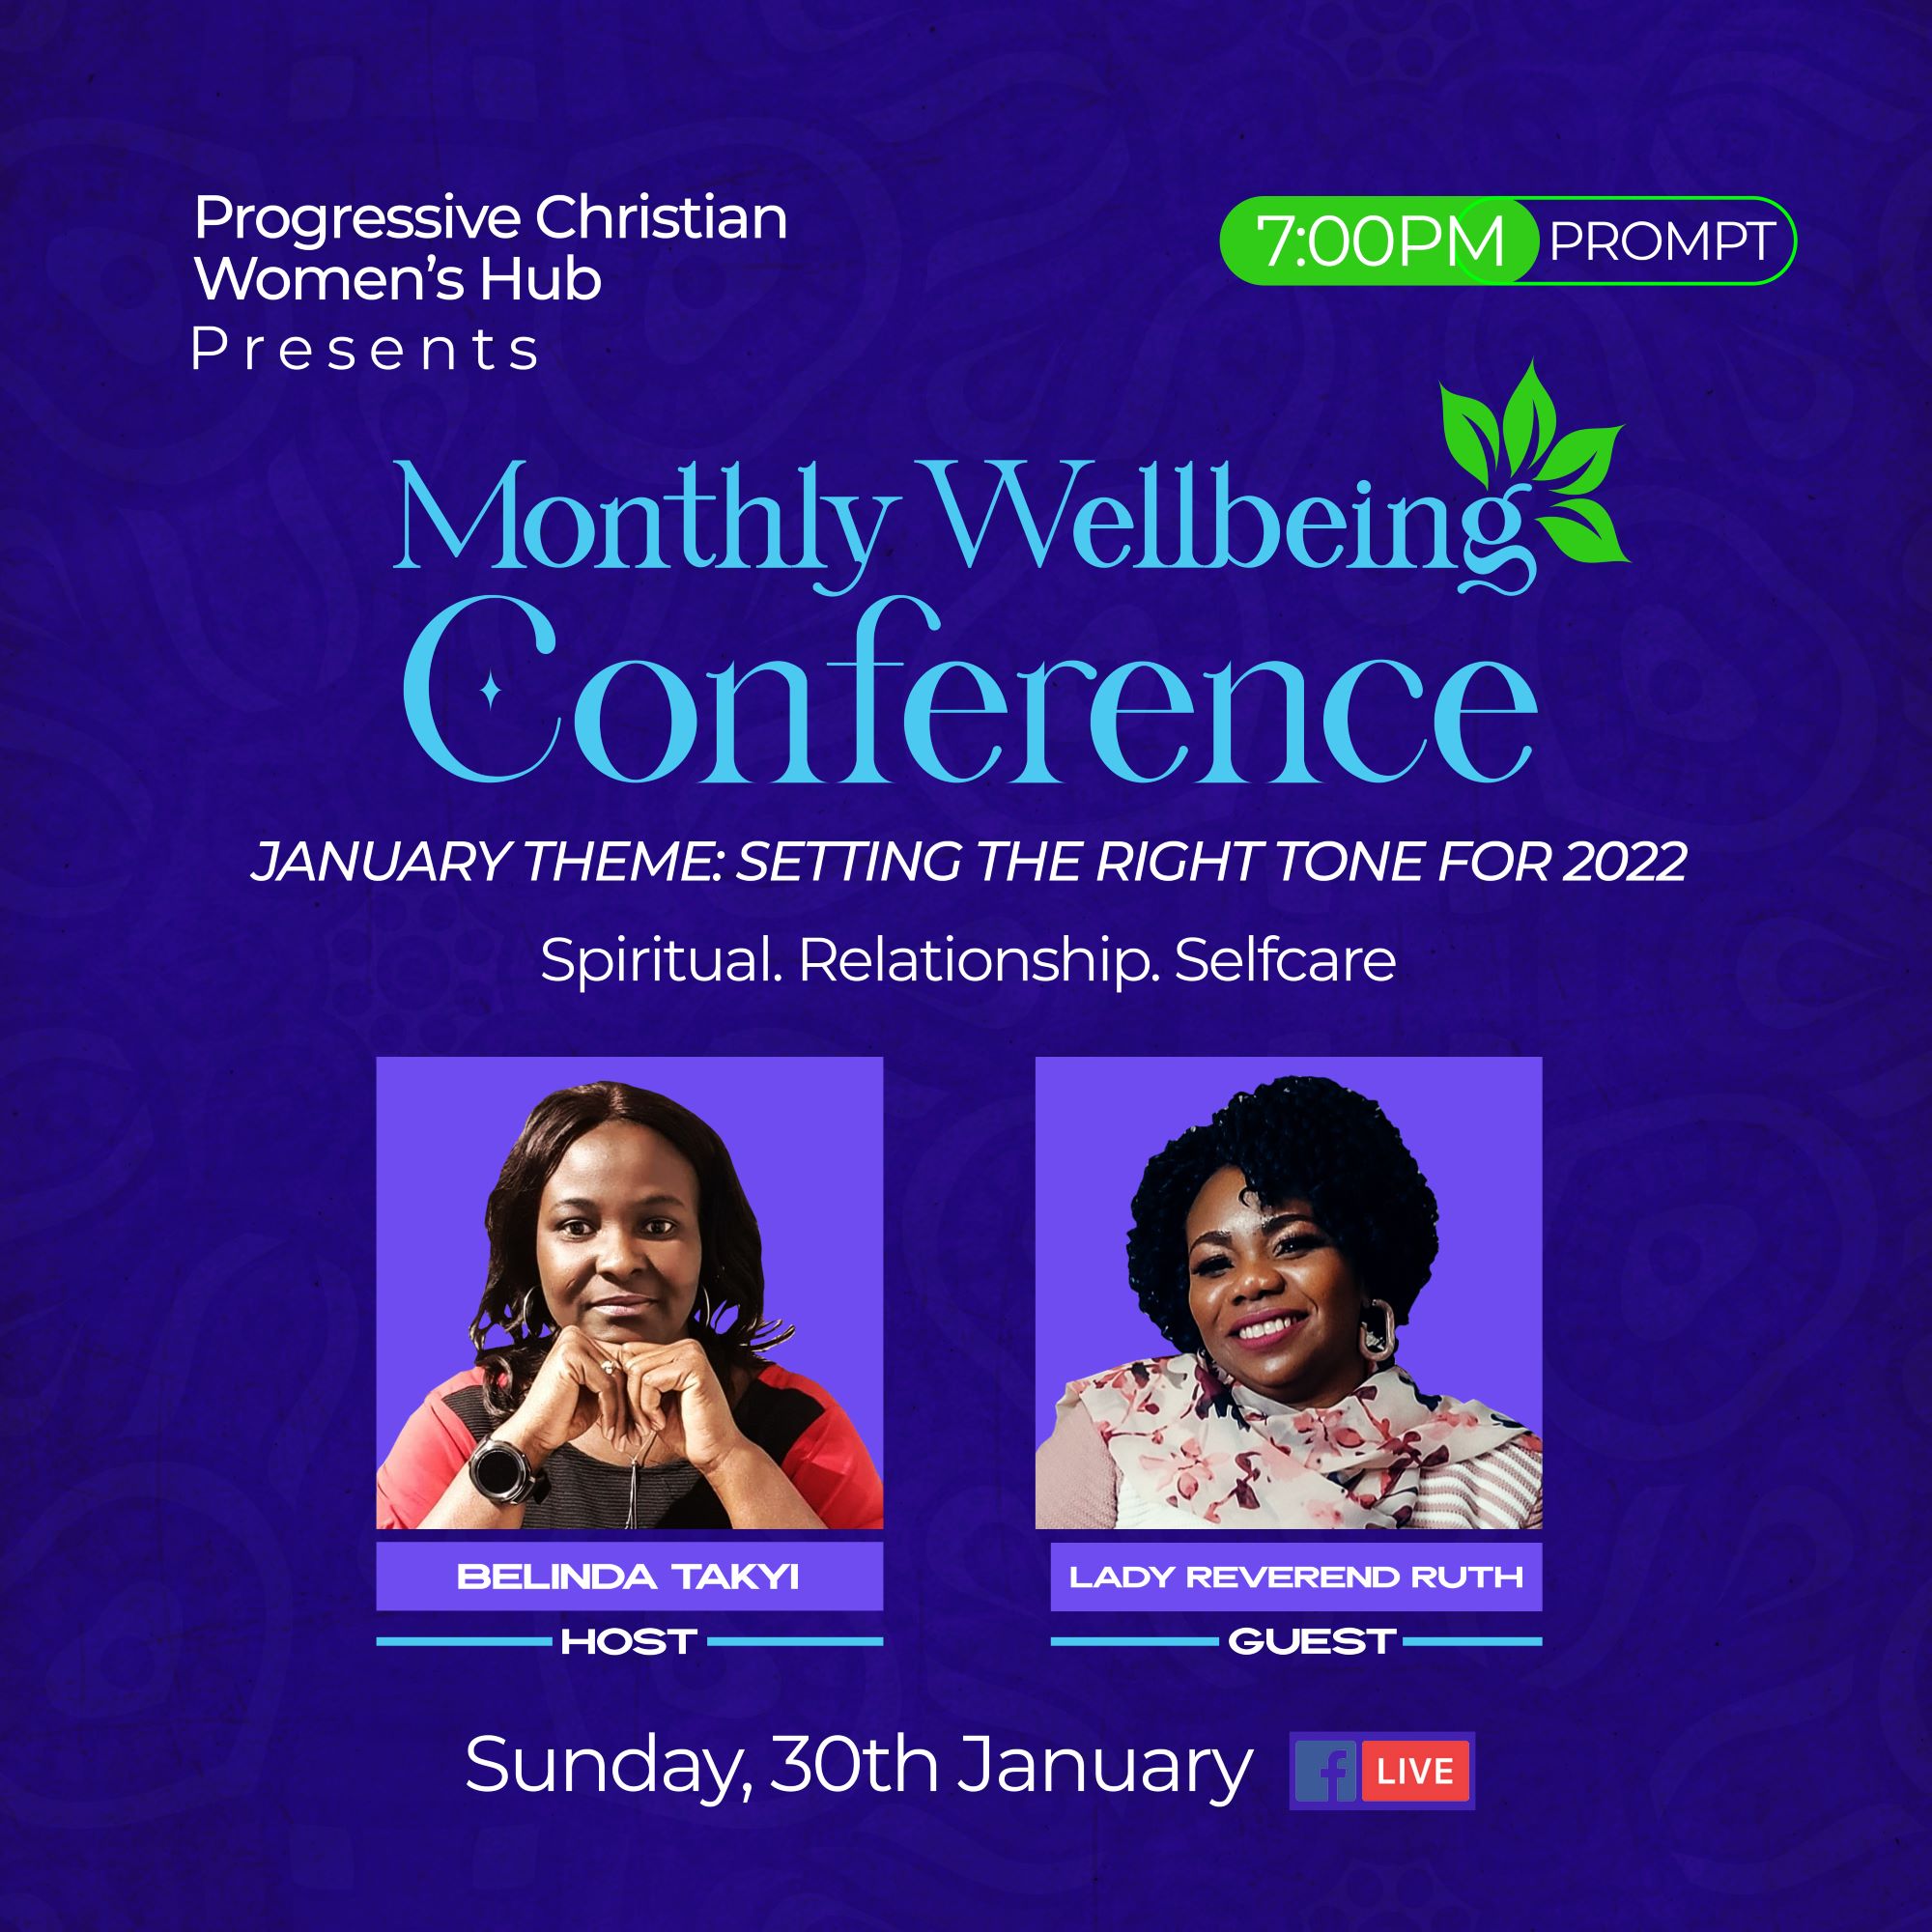 Progressive Christian
Women's Hub
Presents
7:00PM PROMPT
Monthly Wellbeing
Conference
JANUARY THEME: SETTING THE RIGHT TONE FOR 2022
Spiritual. Relationship. Selfcare
BELINDA TAKYI
HOST
LADY REVEREND RUTH
GUEST
Sunday, 30th January
f LIVE